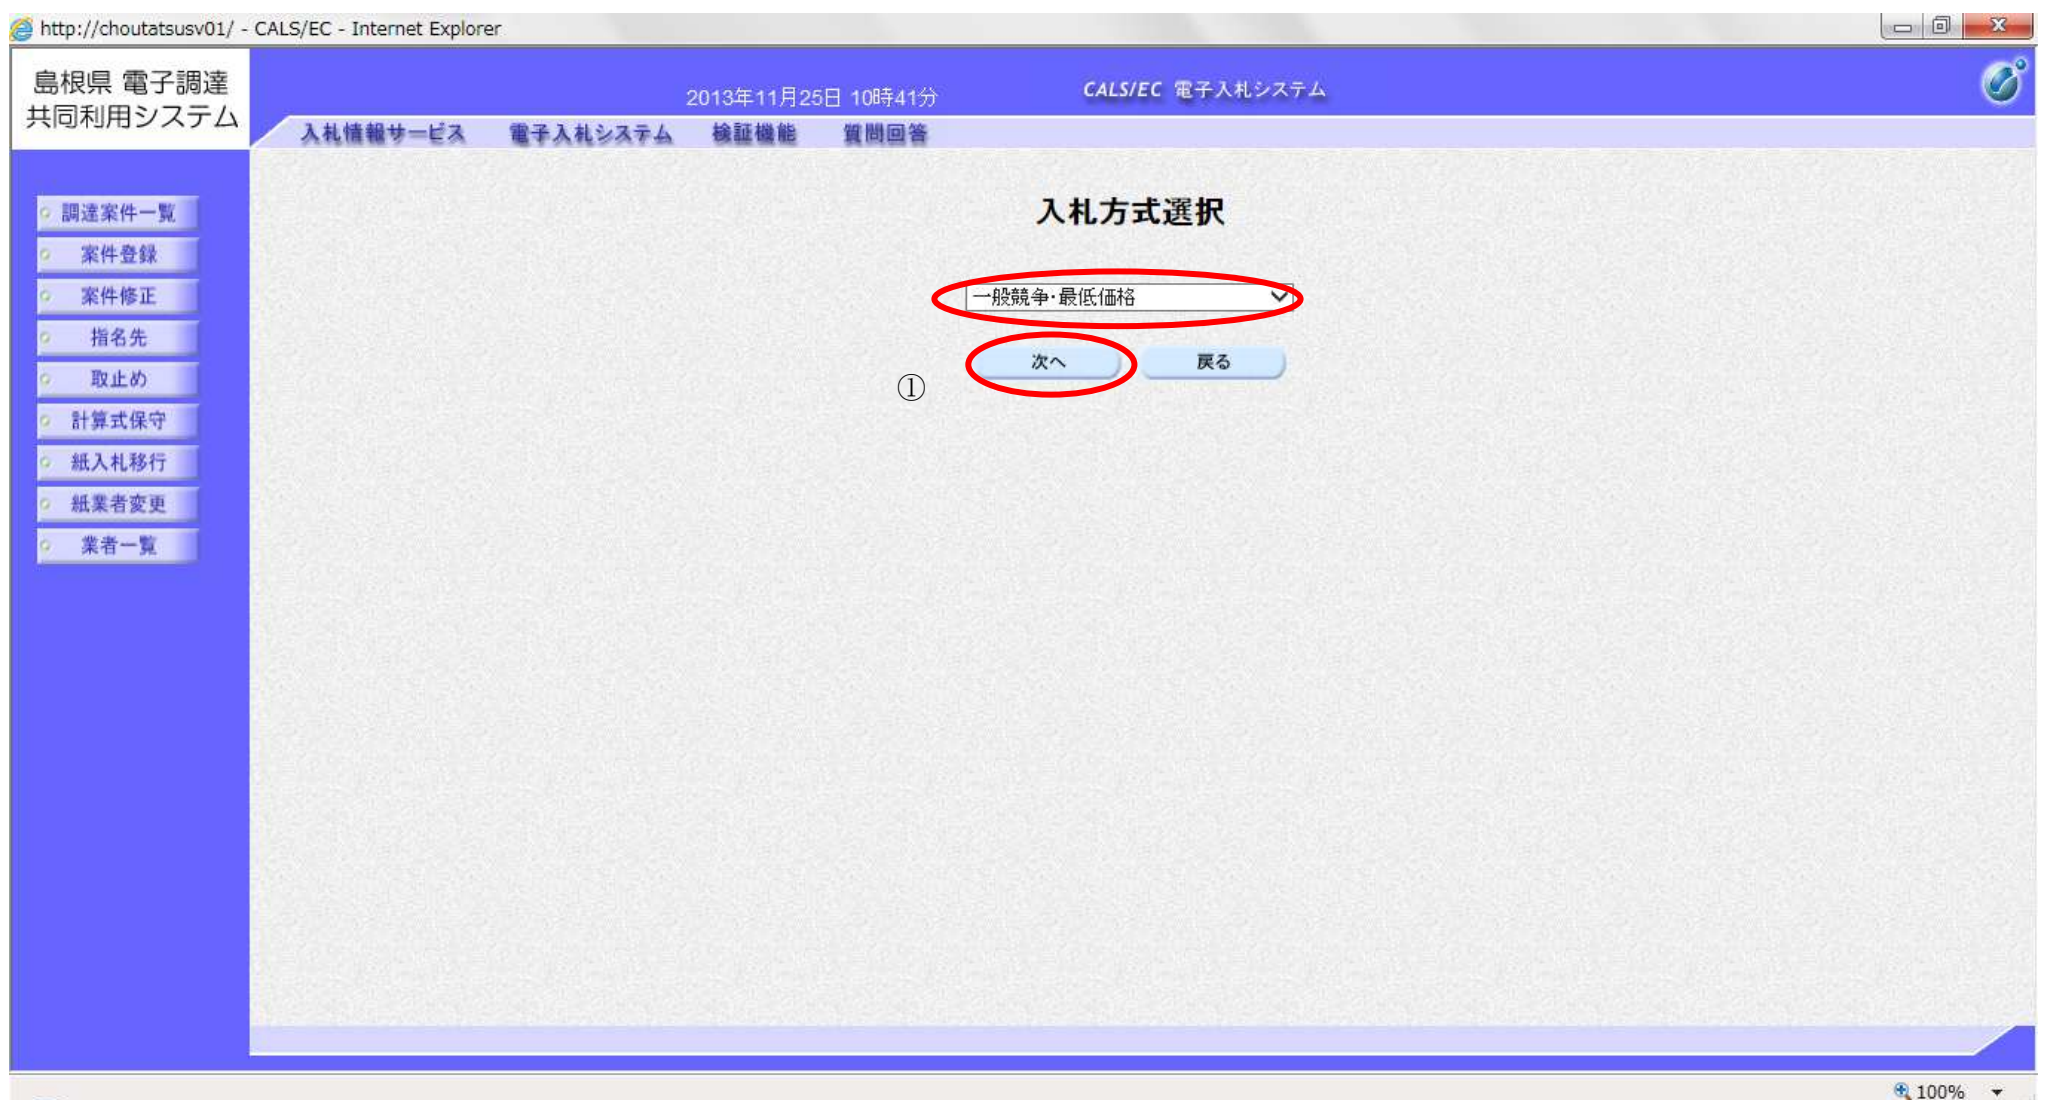 http://choutatsusv01/ - CALS/EC - Internet Explorer
島根県 電子調達
共同利用システム
2013年11月25日 10時41分
CALS/EC 電子入札システム
入札情報サービス 電子入札システム 検証機能 質問回答
調達案件一覧
案件登録
案件修正
指名先
取止め
計算式保守
紙入札移行
紙業者変更
業者一覧
入札方式選択
一般競争・最低価格
次へ 戻る
①
100%